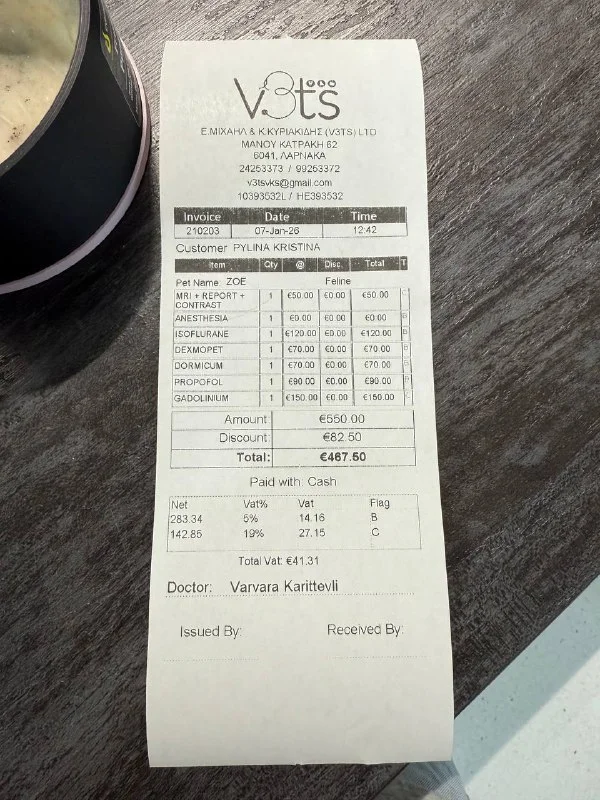 V3ts
Ε.ΜΙΧΑΗΛ & Κ.ΚΥΡΙΑΚΙΔΗΣ (V3TS) LTD
ΜΑΝΟΥ ΚΑΤΡΑΚΗ 62
6041, ΛΑΡΝΑΚΑ
24253373 / 99253372
v3tsvks@gmail.com
10393532L / HE393532
Invoice Date Time
210203 07-Jan-26 12:42
Customer PYLINA KRISTINA
Item Qty @ Disc. Total T
Pet Name: ZOE Feline
MRI + REPORT + 1 €50.00 €0.00 €50.00 C
CONTRAST
ANESTHESIA 1 €0.00 €0.00 €0.00 B
ISOFLURANE 1 €120.00 €0.00 €120.00 B
DEXMOPET 1 €70.00 €0.00 €70.00 B
DORMICUM 1 €70.00 €0.00 €70.00 B
PROPOFOL 1 €90.00 €0.00 €90.00 B
GADOLINIUM 1 €150.00 €0.00 €150.00 C
Amount: €550.00
Discount: €82.50
Total: €467.50
Paid with: Cash
Net Vat% Vat Flag
283.34 5% 14.16 B
142.85 19% 27.15 C
Total Vat: €41.31
Doctor: Varvara Karittevli
Issued By: Received By: